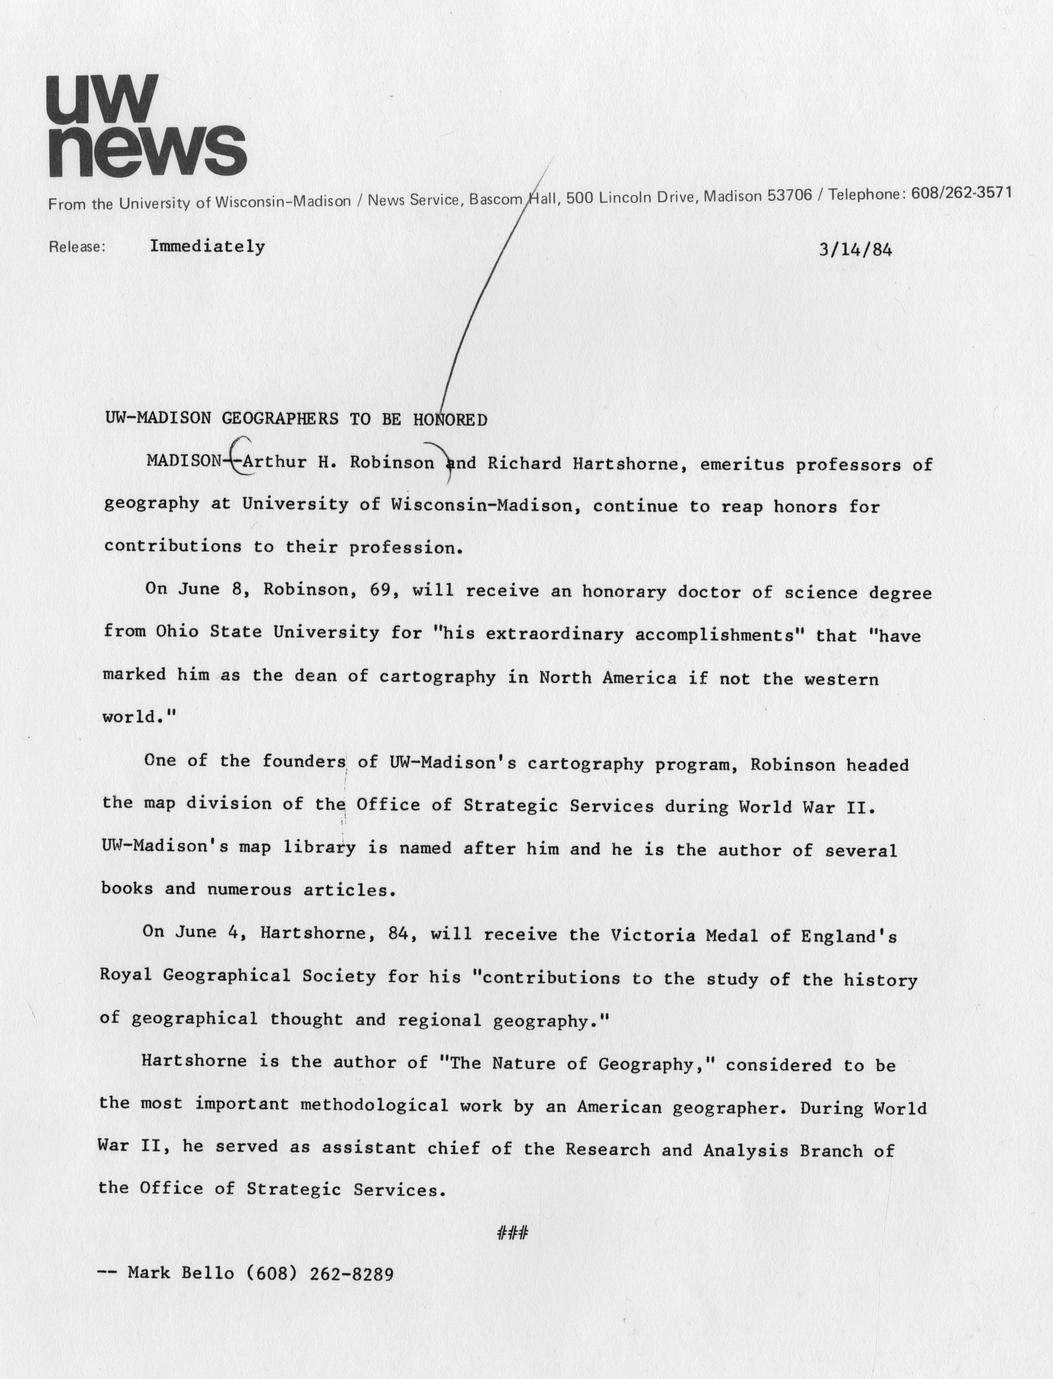 uw
news
From the University of Wisconsin-Madison / News Service, Bascom Hall, 500 Lincoln Drive, Madison 53706 / Telephone: 608/262-3571
Release: Immediately 3/14/84
UW-MADISON GEOGRAPHERS TO BE HONORED
MADISON--Arthur H. Robinson and Richard Hartshorne, emeritus professors of
geography at University of Wisconsin-Madison, continue to reap honors for
contributions to their profession.
On June 8, Robinson, 69, will receive an honorary doctor of science degree
from Ohio State University for "his extraordinary accomplishments" that "have
marked him as the dean of cartography in North America if not the western
world."
One of the founders of UW-Madison's cartography program, Robinson headed
the map division of the Office of Strategic Services during World War II.
UW-Madison's map library is named after him and he is the author of several
books and numerous articles.
On June 4, Hartshorne, 84, will receive the Victoria Medal of England's
Royal Geographical Society for his "contributions to the study of the history
of geographical thought and regional geography."
Hartshorne is the author of "The Nature of Geography," considered to be
the most important methodological work by an American geographer. During World
War II, he served as assistant chief of the Research and Analysis Branch of
the Office of Strategic Services.
###
-- Mark Bello (608) 262-8289